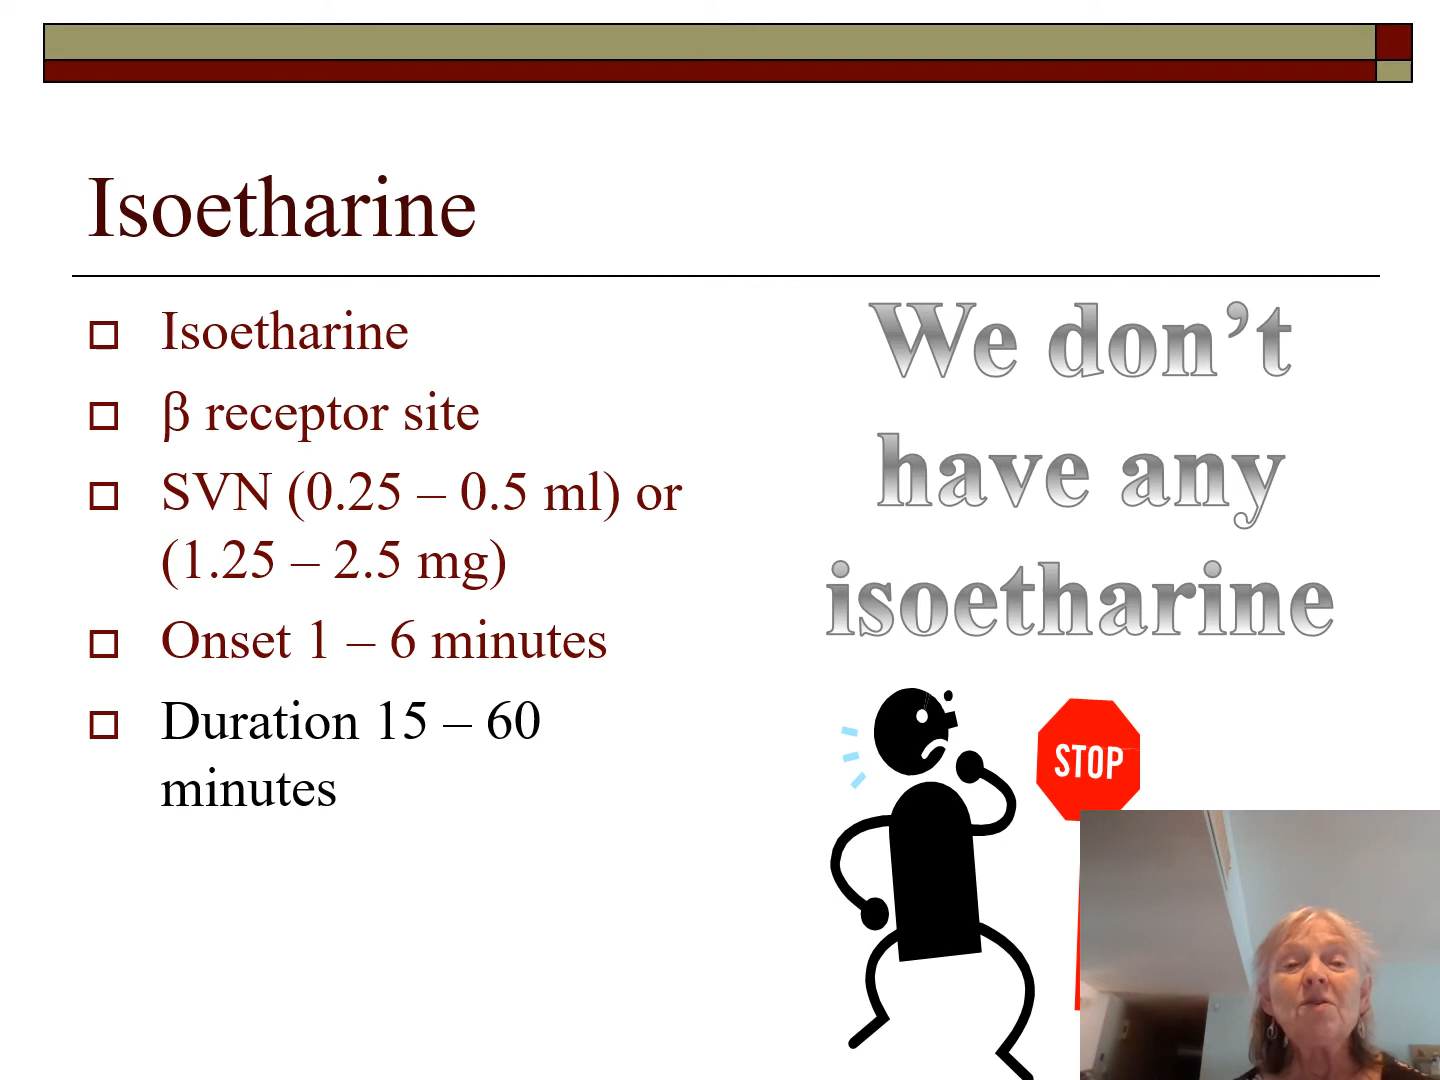 Isoetharine
Isoetharine
β receptor site
SVN (0.25 – 0.5 ml) or
(1.25 – 2.5 mg)
Onset 1 – 6 minutes
Duration 15 – 60
minutes
We don’t
have any
isoetharine
STOP